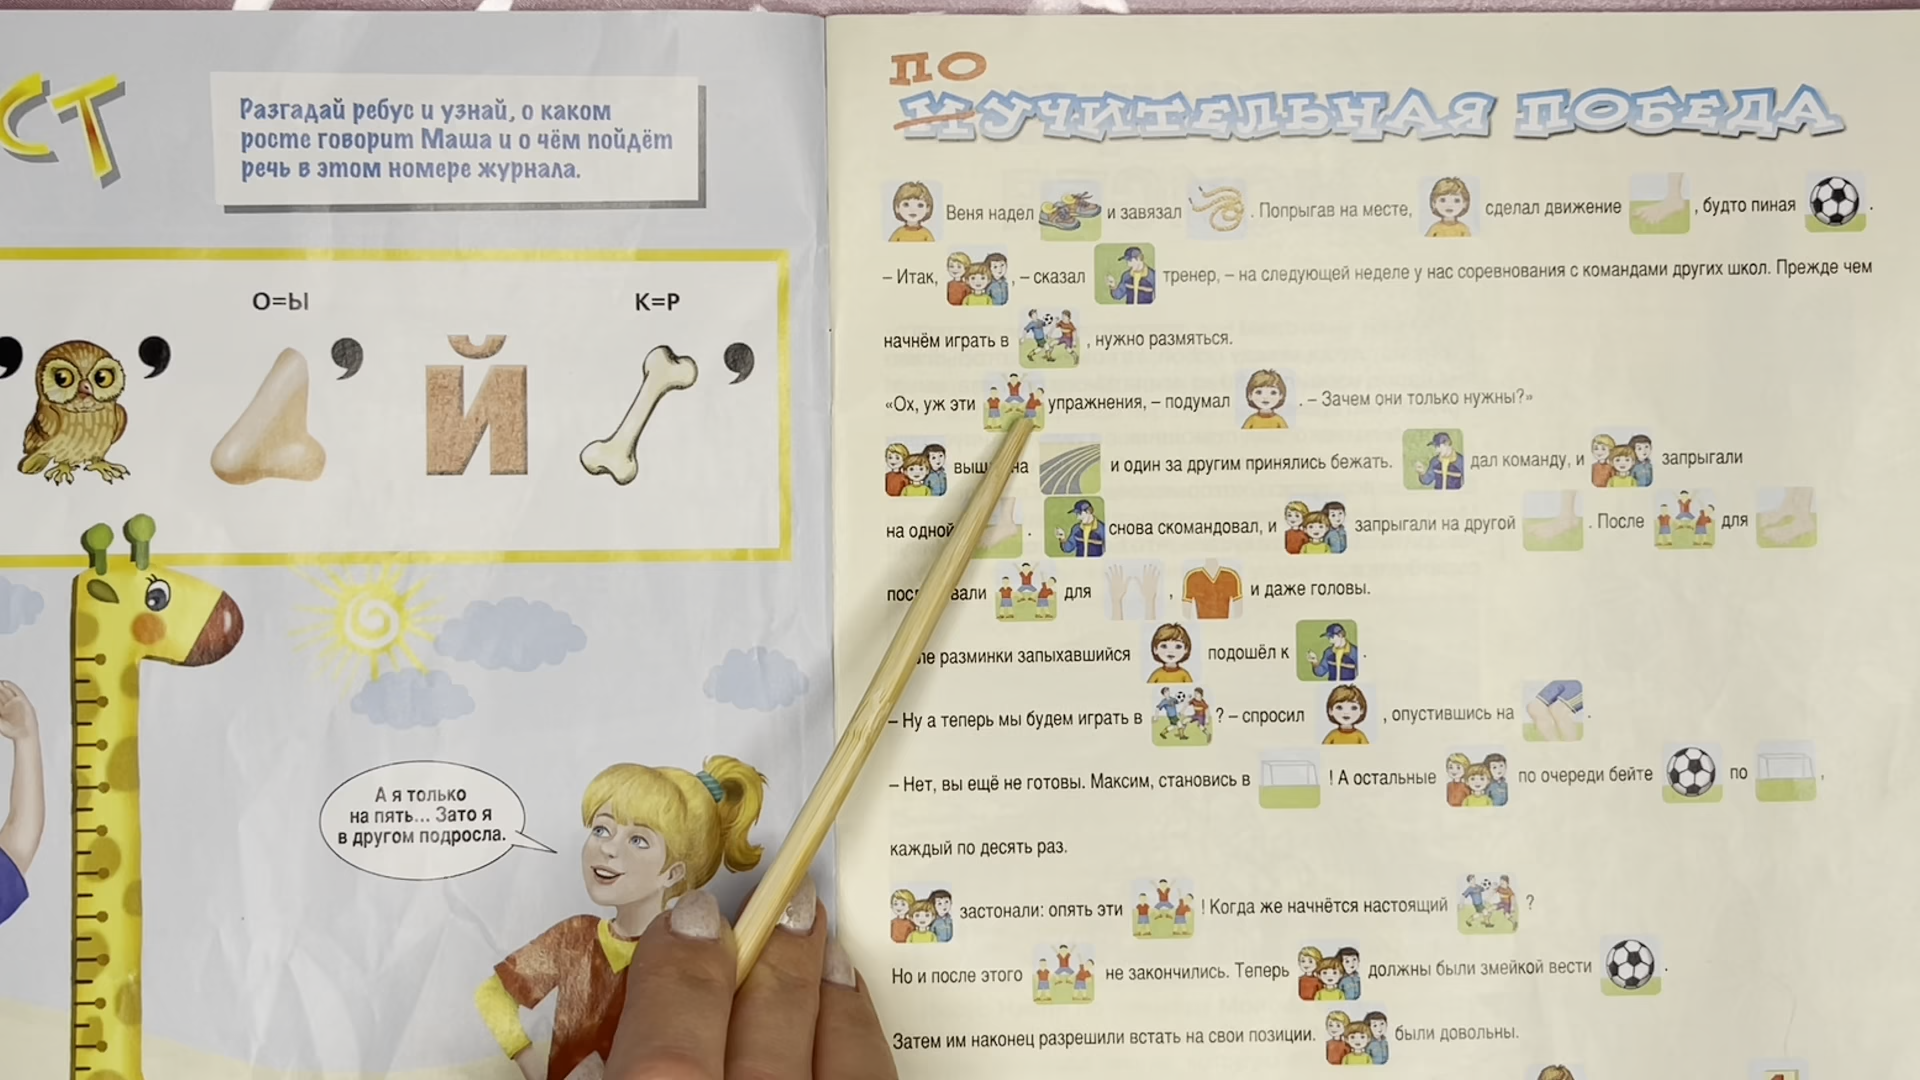 СТ
Разгадай ребус и узнай, о каком
росте говорит Маша и о чём пойдёт
речь в этом номере журнала.
О=Ы
К=Р
Й
А я только
на пять... Зато я
в другом подросла.
ПО
ИУЧИТЕЛЬНАЯ ПОБЕДА
Веня надел и завязал . Попрыгав на месте, сделал движение , будто пиная .
– Итак, , – сказал тренер, – на следующей неделе у нас соревнования с командами других школ. Прежде чем
начнём играть в , нужно размяться.
«Ох, уж эти упражнения, – подумал . – Зачем они только нужны?»
на и один за другим принялись бежать. дал команду, и запрыгали
на одной . снова скомандовал, и запрыгали на другой . После для
для , и даже головы.
разминки запыхавшийся подошёл к .
– Ну а теперь мы будем играть в ? – спросил , опустившись на .
– Нет, вы ещё не готовы. Максим, становись в ! А остальные по очереди бейте по ,
каждый по десять раз.
застонали: опять эти ! Когда же начнётся настоящий ?
Но и после этого не закончились. Теперь должны были змейкой вести .
Затем им наконец разрешили встать на свои позиции. были довольны.